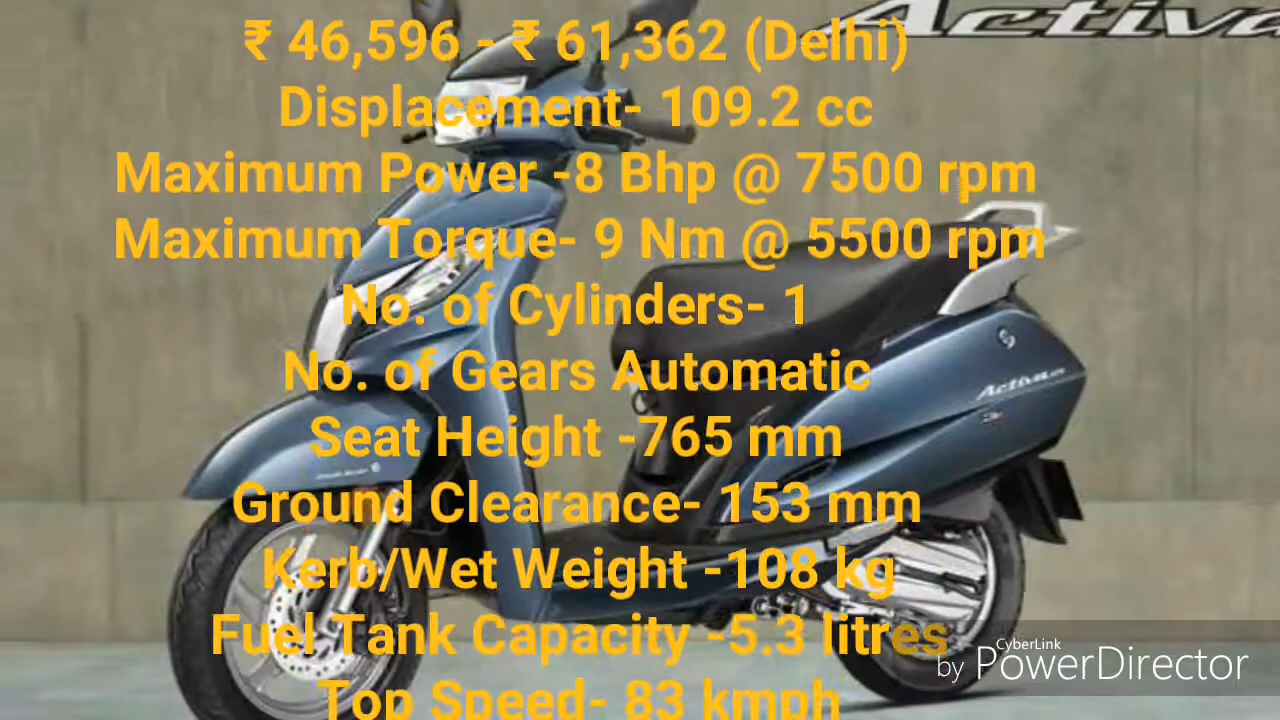 Activa
₹ 46,596 - ₹ 61,362 (Delhi)
Displacement- 109.2 cc
Maximum Power -8 Bhp @ 7500 rpm
Maximum Torque- 9 Nm @ 5500 rpm
No. of Cylinders- 1
No. of Gears Automatic
Seat Height -765 mm
Activa
Ground Clearance- 153 mm
Kerb/Wet Weight -108 kg
Fuel Tank Capacity -5.3 litres
CyberLink
by PowerDirector
Top Speed- 83 kmph